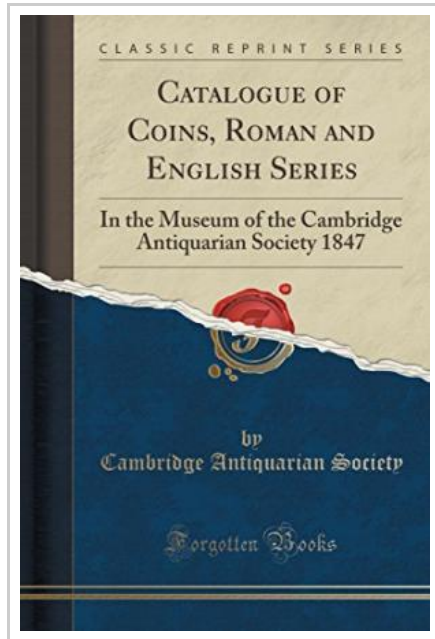 CLASSIC REPRINT SERIES
CATALOGUE OF
COINS, ROMAN AND
ENGLISH SERIES
In the Museum of the Cambridge
Antiquarian Society 1847
by
Cambridge Antiquarian Society
Forgotten Books